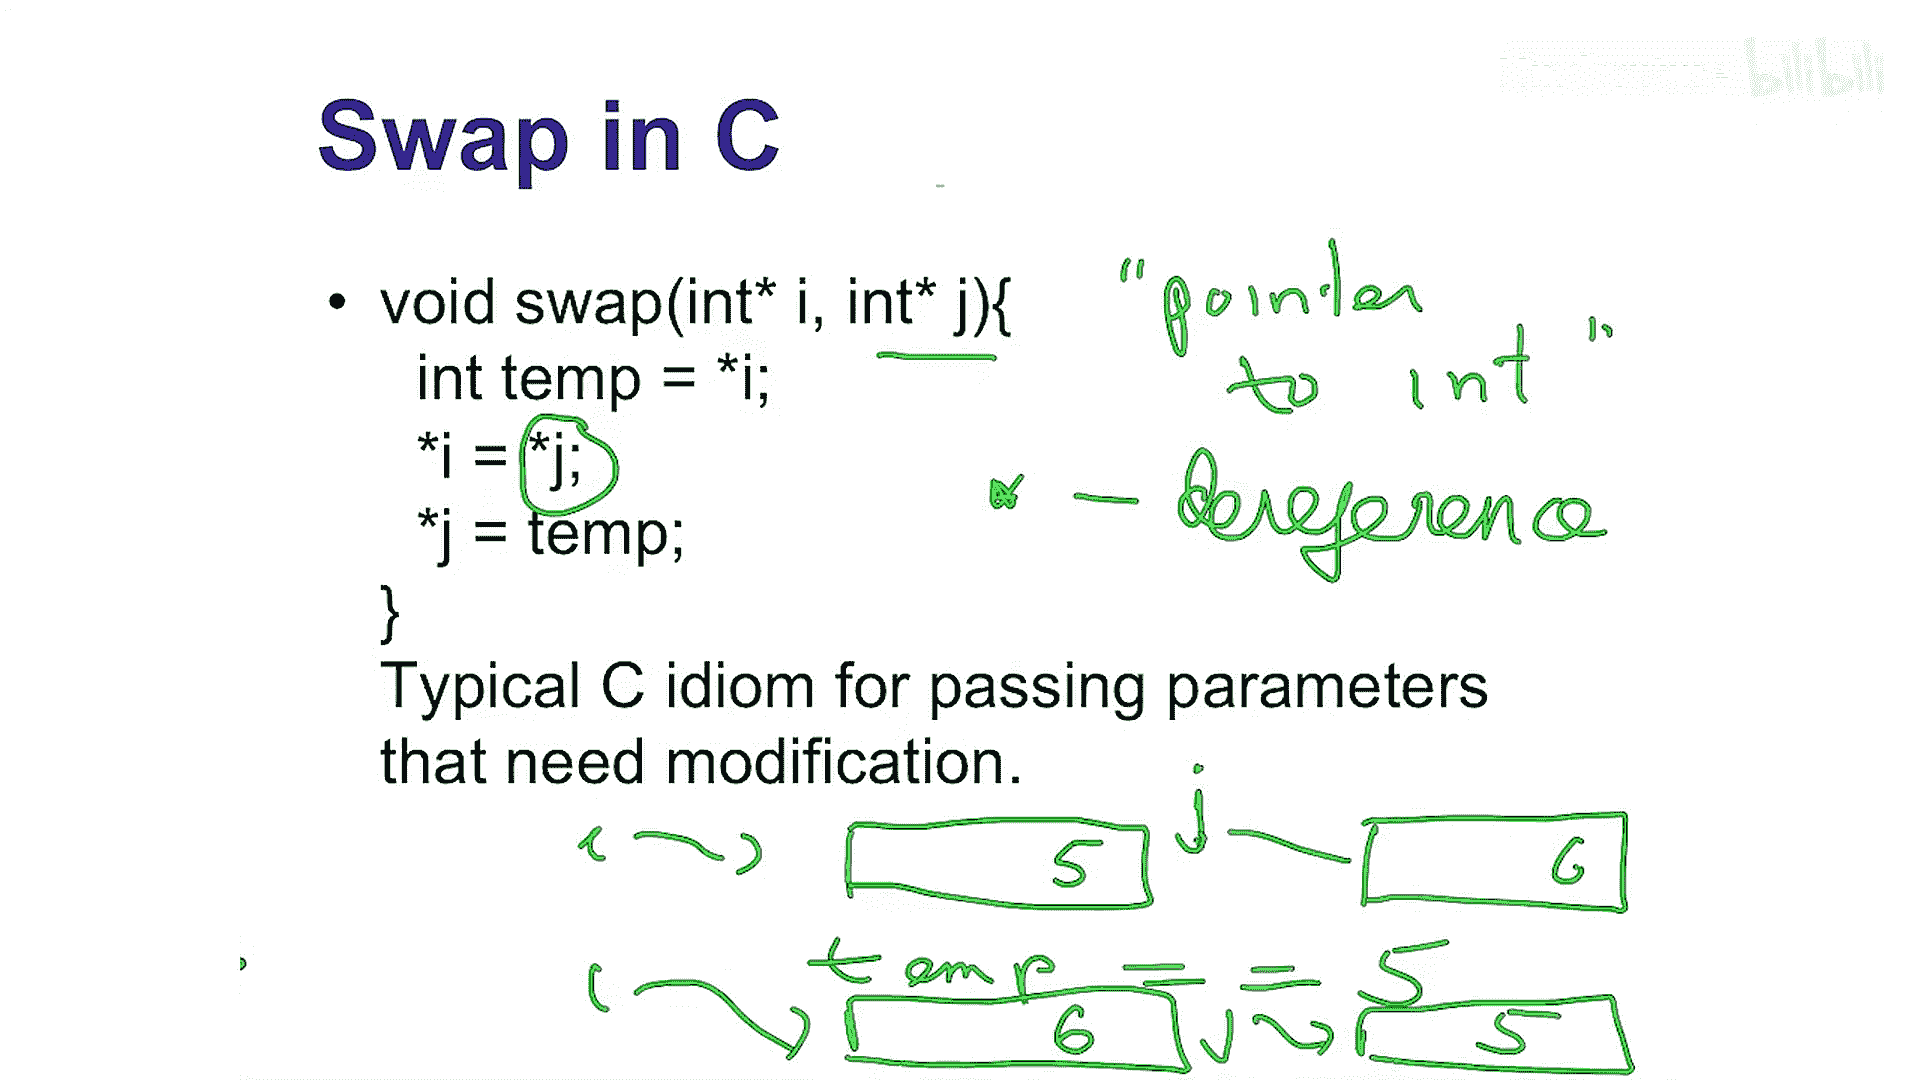 bilibili
Swap in C
• void swap(int* i, int* j){
int temp = *i;
*i = *j;
*j = temp;
}
Typical C idiom for passing parameters
that need modification.
"pointer
to int"
* — dereference
i 5 j 6
temp == 5
i 6 j 5